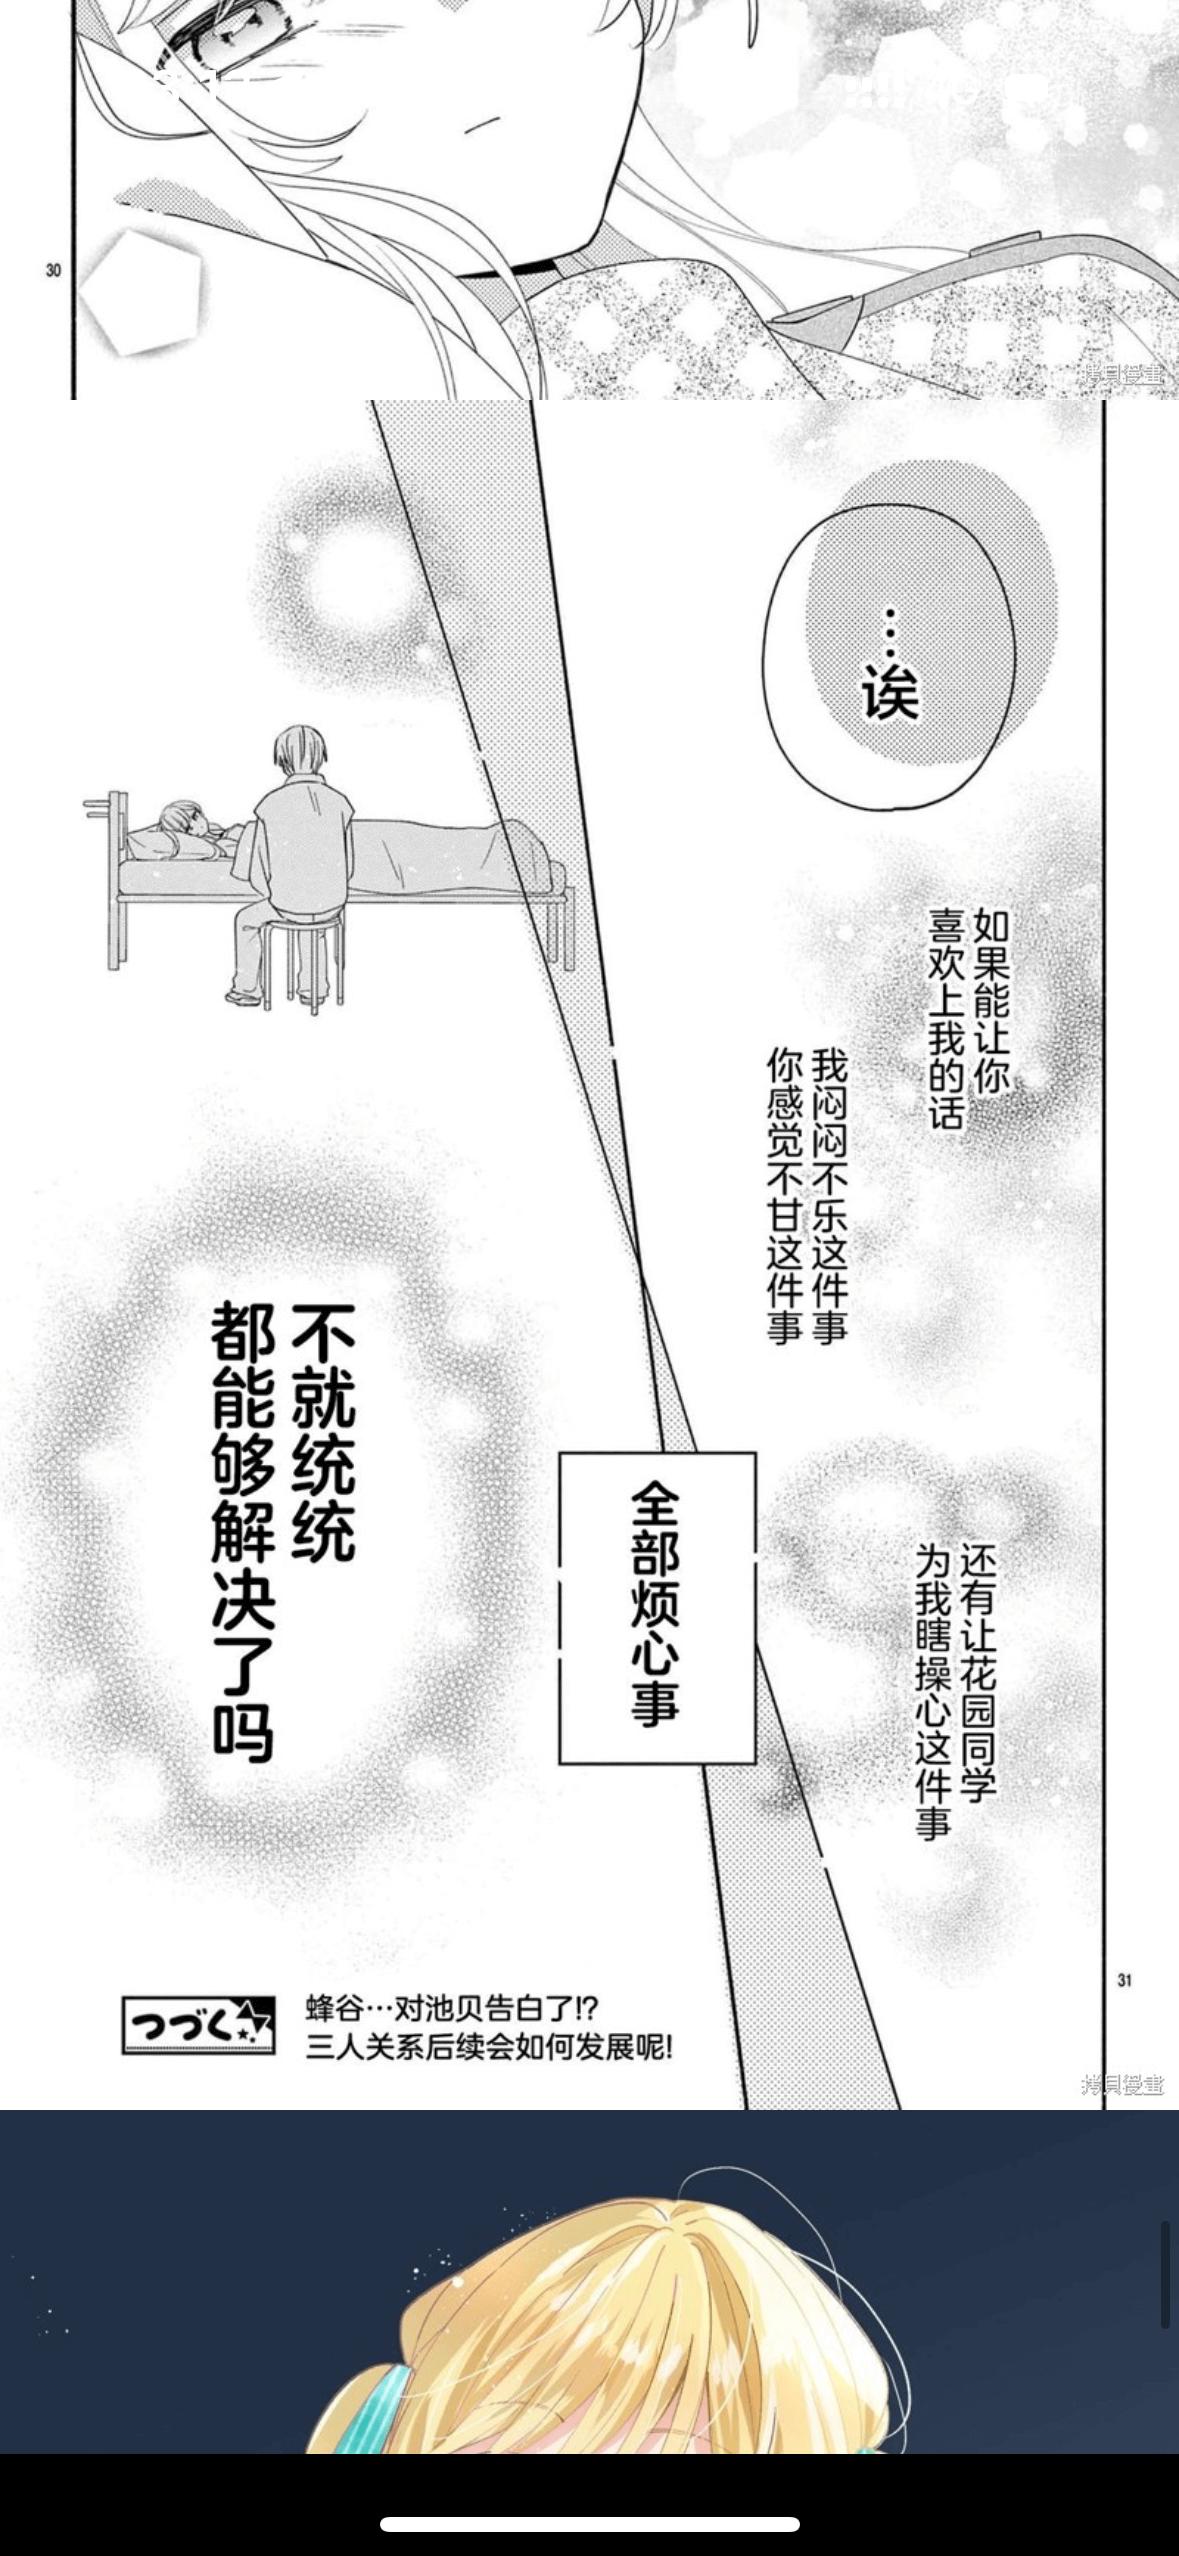 30
拷貝漫畫
…诶
如果能让你
喜欢上我的话
我闷闷不乐这件事
你感觉不甘这件事
还有让花园同学
为我瞎操心这件事
全部烦心事
不就统统
都能够解决了吗
31
つづく
蜂谷…对池贝告白了!?
三人关系后续会如何发展呢!
拷貝漫畫